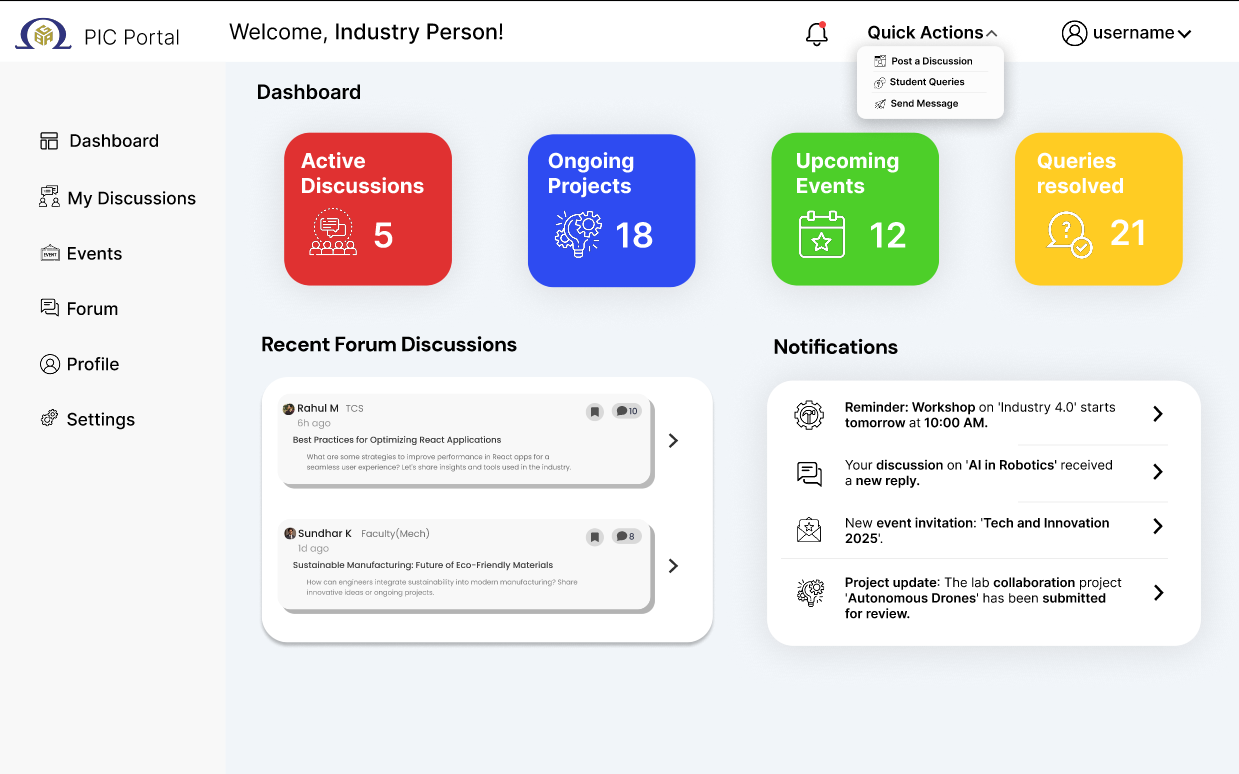 PIC Portal
Welcome, Industry Person!
Quick Actions
username
Post a Discussion
Student Queries
Send Message
Dashboard
My Discussions
Events
Forum
Profile
Settings
Dashboard
Active
Discussions
5
Ongoing
Projects
18
Upcoming
Events
12
Queries
resolved
21
Recent Forum Discussions
Rahul M TCS
10
6h ago
Best Practices for Optimizing React Applications
What are some strategies to improve performance in React apps for a
seamless user experience? Let's share insights and tools used in the industry.
Sundhar K Faculty(Mech)
8
1d ago
Sustainable Manufacturing: Future of Eco-Friendly Materials
How can engineers integrate sustainability into modern manufacturing? Share
innovative ideas or ongoing projects.
Notifications
Reminder: Workshop on 'Industry 4.0' starts
tomorrow at 10:00 AM.
Your discussion on 'AI in Robotics' received
a new reply.
New event invitation: 'Tech and Innovation
2025'.
Project update: The lab collaboration project
'Autonomous Drones' has been submitted
for review.